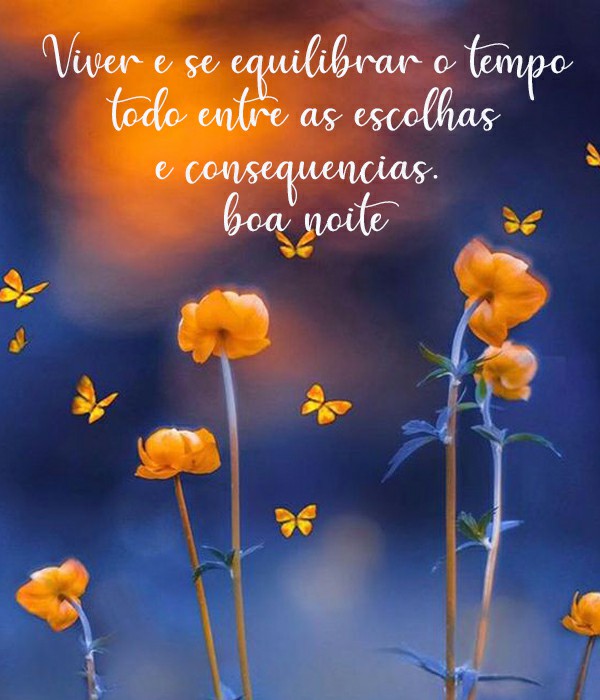 Viver e se equilibrar o tempo
todo entre as escolhas
e consequencias.
boa noite